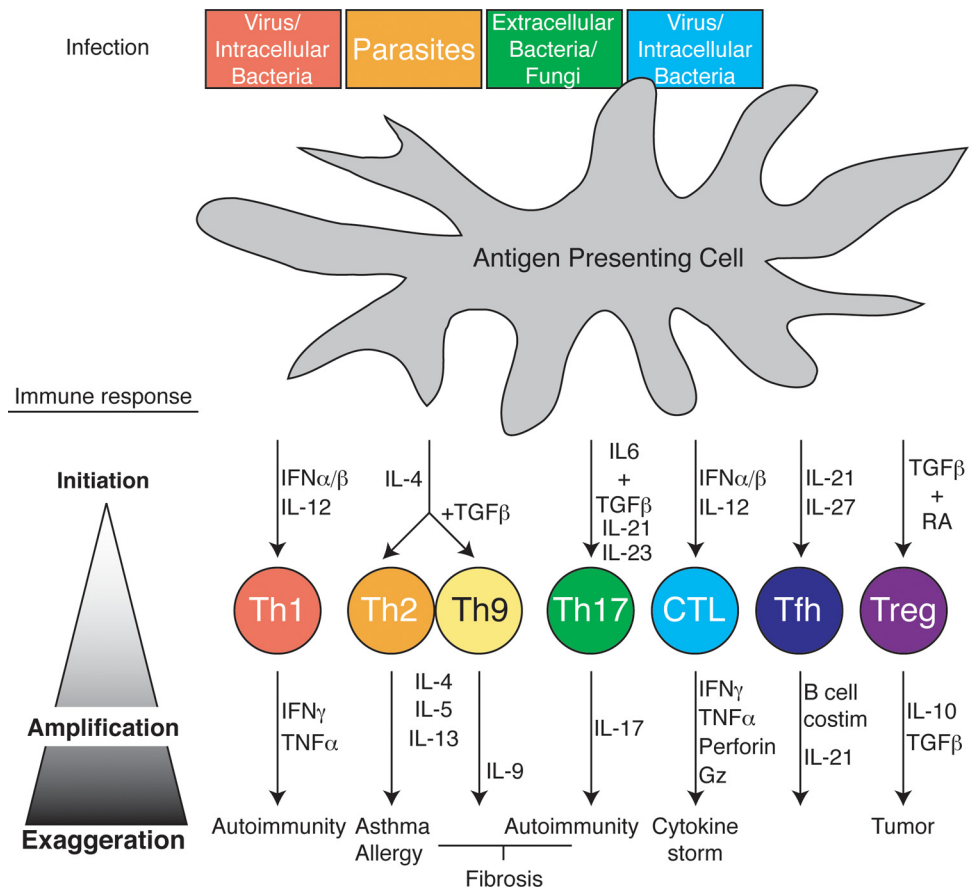 Infection
Virus/
Intracellular
Bacteria
Parasites
Extracellular
Bacteria/
Fungi
Virus/
Intracellular
Bacteria
Antigen Presenting Cell
Immune response
Initiation
IFNα/β
IL-12
IL-4
+TGFβ
IL6
+
TGFβ
IL-21
IL-23
IFNα/β
IL-12
IL-21
IL-27
TGFβ
+
RA
Th1
Th2
Th9
Th17
CTL
Tfh
Treg
Amplification
IFNγ
TNFα
IL-4
IL-5
IL-13
IL-9
IL-17
IFNγ
TNFα
Perforin
Gz
B cell
costim
IL-21
IL-10
TGFβ
Exaggeration
Autoimmunity
Asthma
Allergy
Fibrosis
Autoimmunity
Cytokine
storm
Tumor